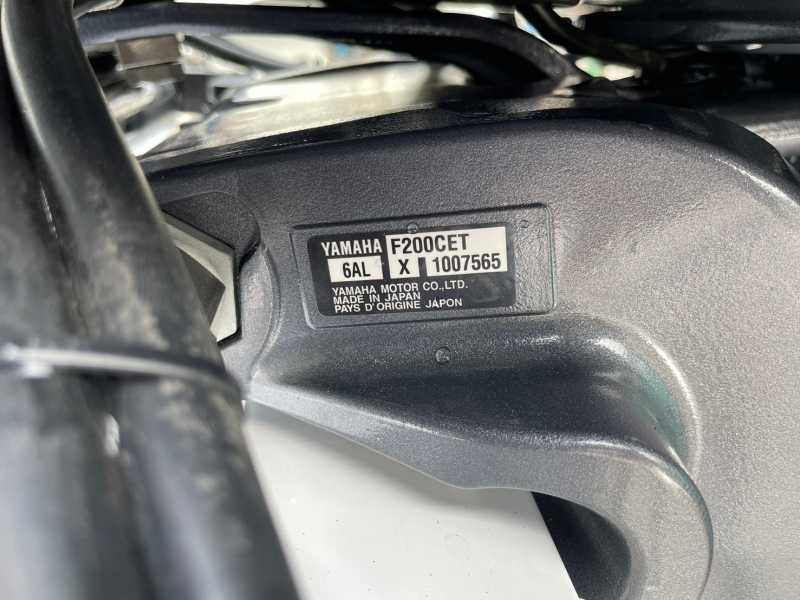 YAMAHA F200CET
6AL X 1007565
YAMAHA MOTOR CO.,LTD.
MADE IN JAPAN
PAYS D'ORIGINE JAPON